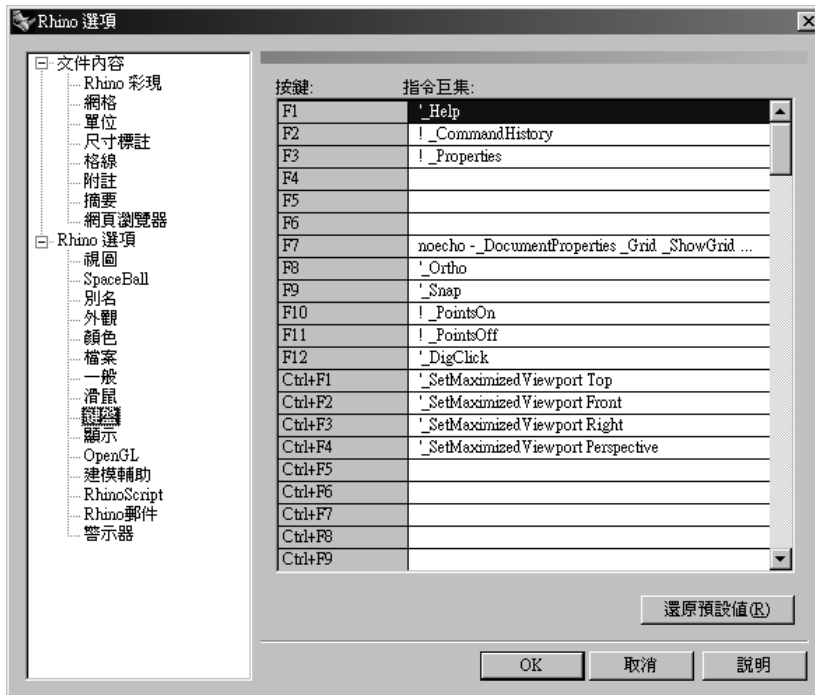 Rhino 選項
文件內容
Rhino 彩現
網格
單位
尺寸標註
格線
附註
摘要
網頁瀏覽器
Rhino 選項
視圖
SpaceBall
別名
外觀
顏色
檔案
一般
滑鼠
顯示
OpenGL
建模輔助
RhinoScript
Rhino郵件
警示器
按鍵: 指令巨集:
F1 '_Help
F2 ! _CommandHistory
F3 ! _Properties
F4
F5
F6
F7 noecho -_DocumentProperties _Grid _ShowGrid ...
F8 '_Ortho
F9 '_Snap
F10 ! _PointsOn
F11 ! _PointsOff
F12 '_DigClick
Ctrl+F1 '_SetMaximizedViewport Top
Ctrl+F2 '_SetMaximizedViewport Front
Ctrl+F3 '_SetMaximizedViewport Right
Ctrl+F4 '_SetMaximizedViewport Perspective
Ctrl+F5
Ctrl+F6
Ctrl+F7
Ctrl+F8
Ctrl+F9
還原預設值(R)
OK 取消 說明